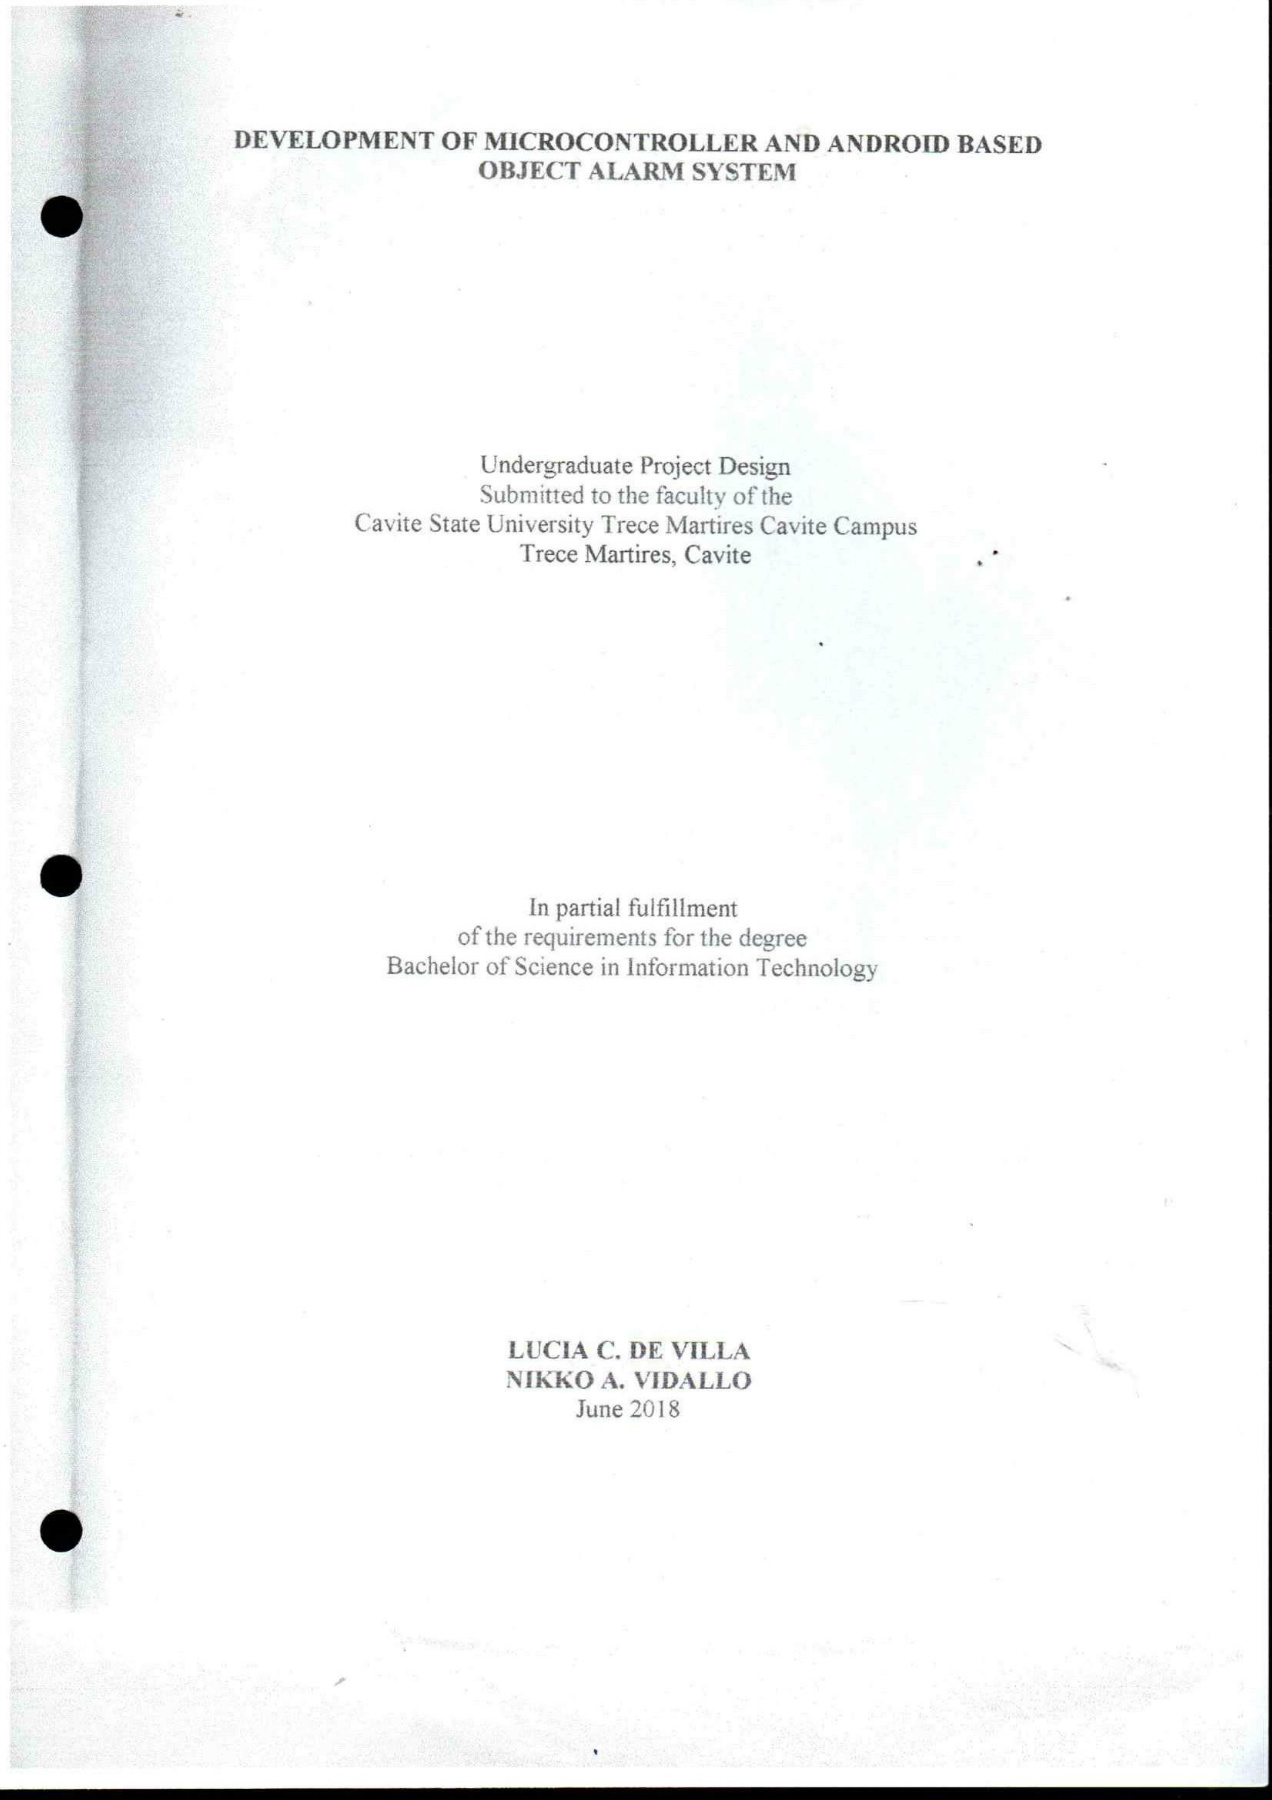 DEVELOPMENT OF MICROCONTROLLER AND ANDROID BASED
OBJECT ALARM SYSTEM
Undergraduate Project Design
Submitted to the faculty of the
Cavite State University Trece Martires Cavite Campus
Trece Martires, Cavite
In partial fulfillment
of the requirements for the degree
Bachelor of Science in Information Technology
LUCIA C. DE VILLA
NIKKO A. VIDALLO
June 2018